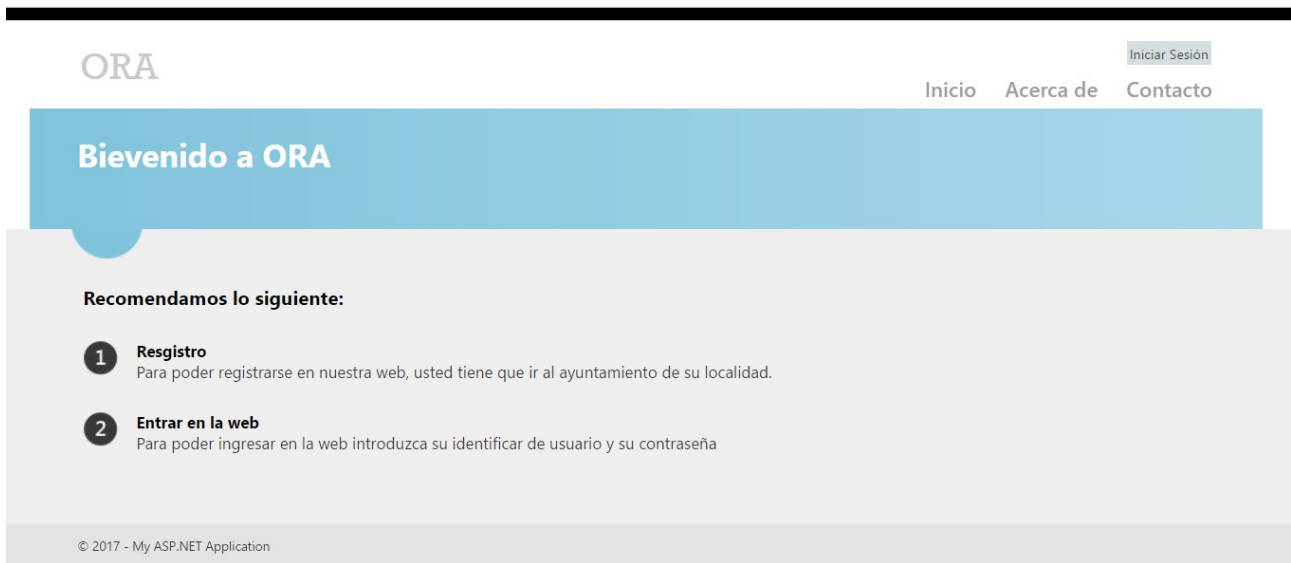 ORA
Iniciar Sesión
Inicio Acerca de Contacto
Bievenido a ORA
Recomendamos lo siguiente:
1 Resgistro
Para poder registrarse en nuestra web, usted tiene que ir al ayuntamiento de su localidad.
2 Entrar en la web
Para poder ingresar en la web introduzca su identificar de usuario y su contraseña
© 2017 - My ASP.NET Application